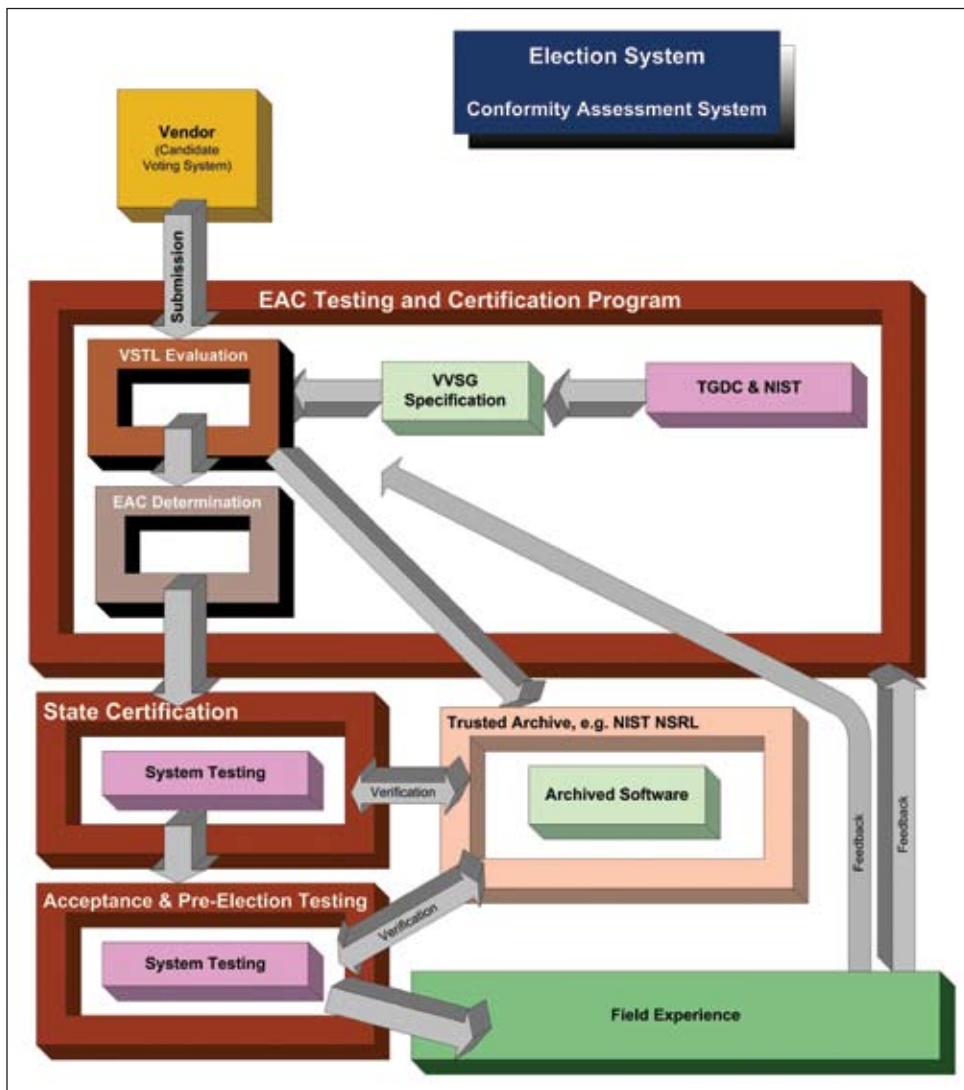 Election System
Conformity Assessment System
Vendor
(Candidate
Voting System)
Submission
EAC Testing and Certification Program
VSTL Evaluation
VVSG
Specification
TGDC & NIST
EAC Determination
State Certification
System Testing
Verification
Trusted Archive, e.g. NIST NSRL
Archived Software
Feedback
Feedback
Acceptance & Pre-Election Testing
System Testing
Verification
Field Experience